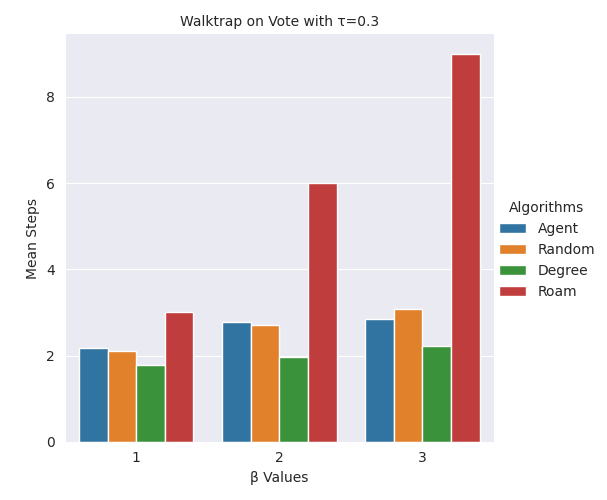 Walktrap on Vote with τ=0.3
Mean Steps
8
6
4
2
0
1 2 3
β Values
Algorithms
Agent
Random
Degree
Roam